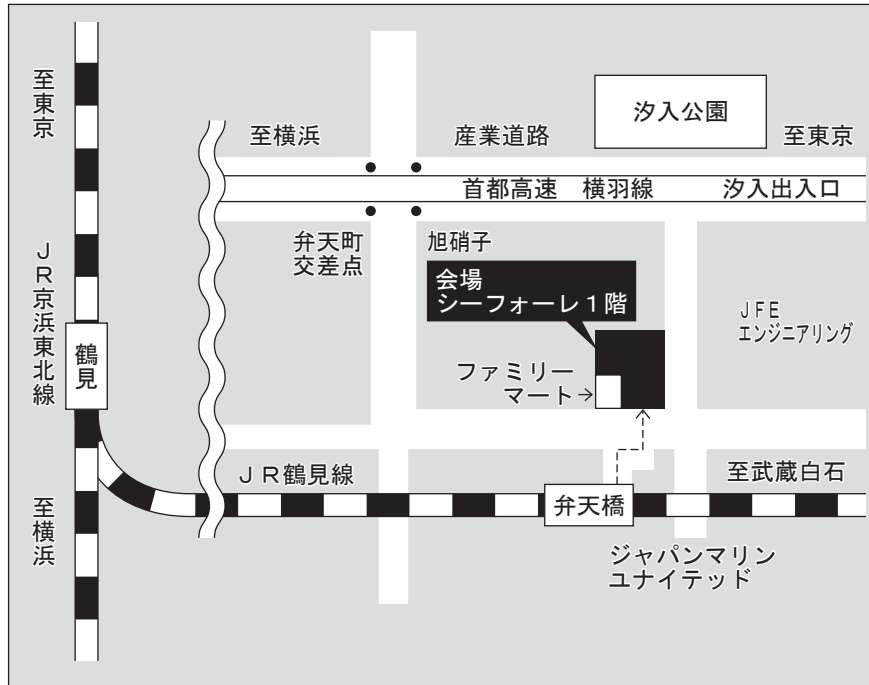 至東京
JR京浜東北線
鶴見
至横浜
至横浜
産業道路
汐入公園
至東京
首都高速 横羽線 汐入出入口
弁天町
交差点
旭硝子
会場
シーフォーレ1階
JFE
エンジニアリング
ファミリー
マート→
JR鶴見線
弁天橋
至武蔵白石
ジャパンマリン
ユナイテッド